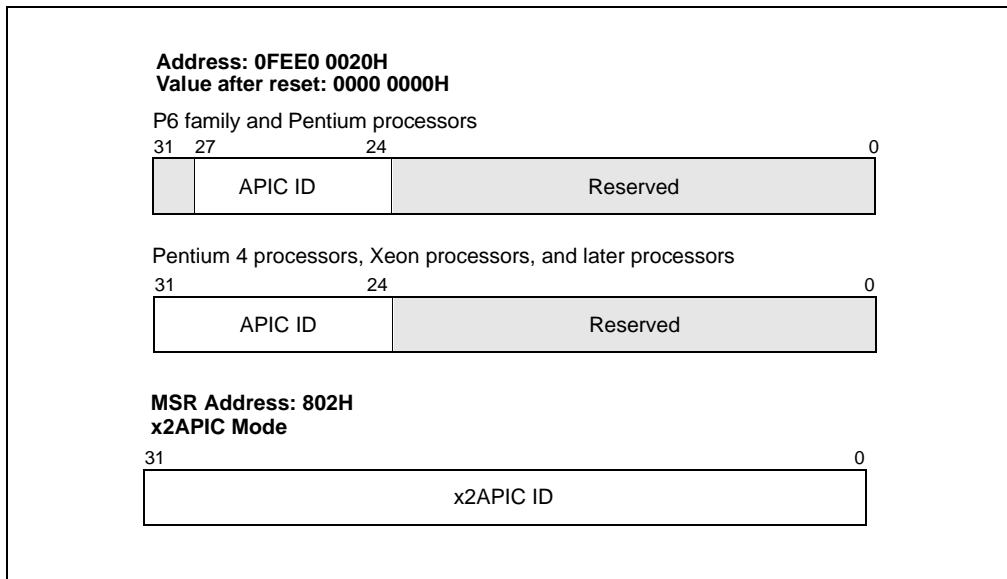 Address: 0FEE0 0020H
Value after reset: 0000 0000H
P6 family and Pentium processors
31 27 24 0
APIC ID Reserved
Pentium 4 processors, Xeon processors, and later processors
31 24 0
APIC ID Reserved
MSR Address: 802H
x2APIC Mode
31 0
x2APIC ID